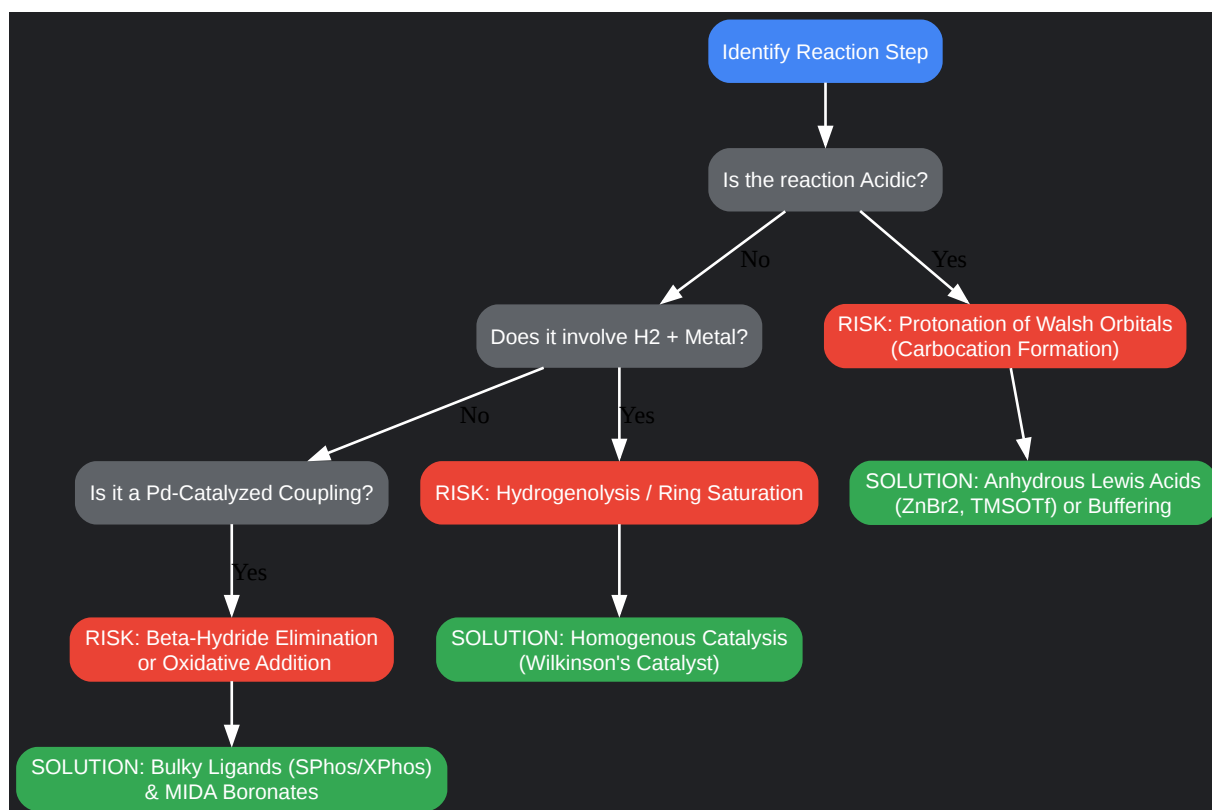 Identify Reaction Step
Is the reaction Acidic?
No
Yes
Does it involve H2 + Metal?
RISK: Protonation of Walsh Orbitals
(Carbocation Formation)
No
Yes
Is it a Pd-Catalyzed Coupling?
RISK: Hydrogenolysis / Ring Saturation
SOLUTION: Anhydrous Lewis Acids
(ZnBr2, TMSOTf) or Buffering
Yes
RISK: Beta-Hydride Elimination
or Oxidative Addition
SOLUTION: Homogenous Catalysis
(Wilkinson's Catalyst)
SOLUTION: Bulky Ligands (SPhos/XPhos)
& MIDA Boronates